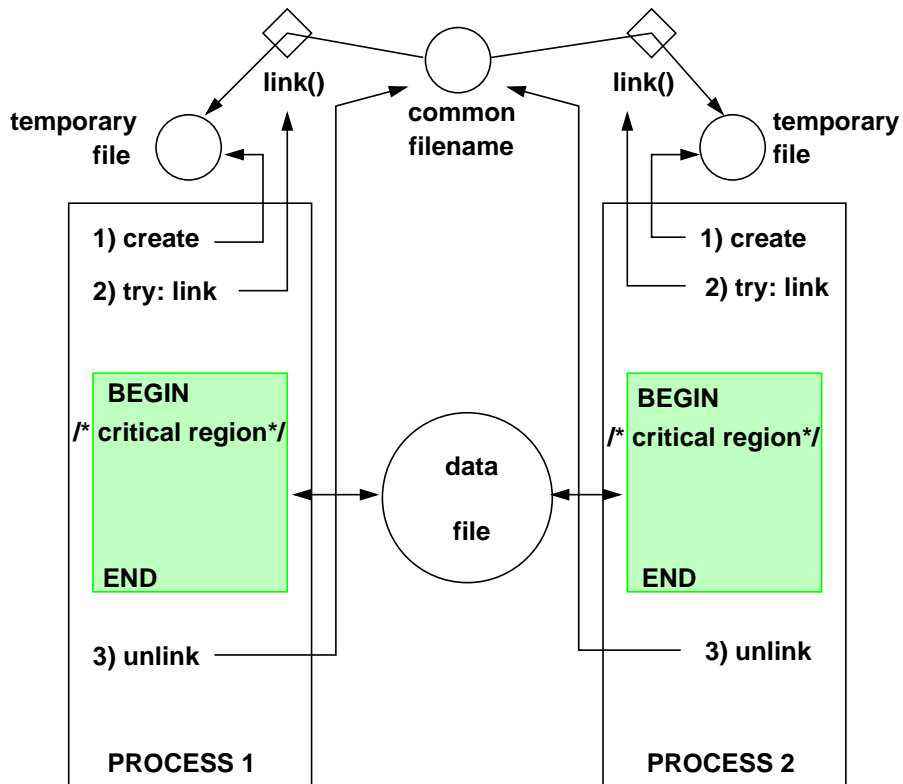 link()
link()
common
filename
temporary
file
temporary
file
1) create
1) create
2) try: link
2) try: link
BEGIN
/* critical region*/
END
BEGIN
/* critical region*/
END
data
file
3) unlink
3) unlink
PROCESS 1
PROCESS 2